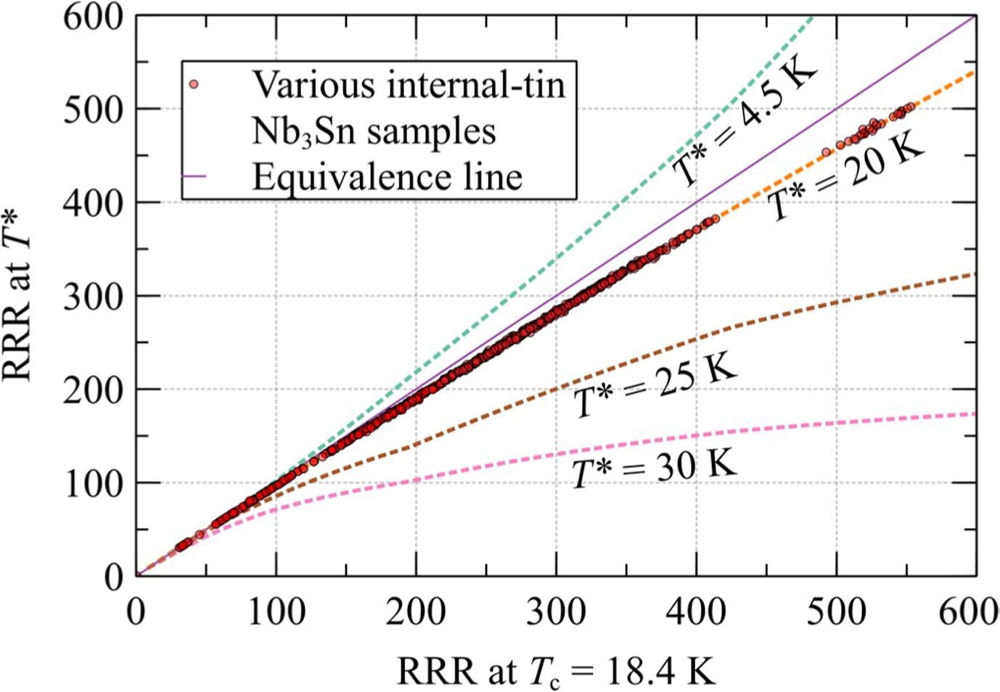 600
500
400
300
200
100
0
RRR at T*
Various internal-tin
Nb₃Sn samples
Equivalence line
T* = 4.5 K
T* = 20 K
T* = 25 K
T* = 30 K
0 100 200 300 400 500 600
RRR at Tc = 18.4 K